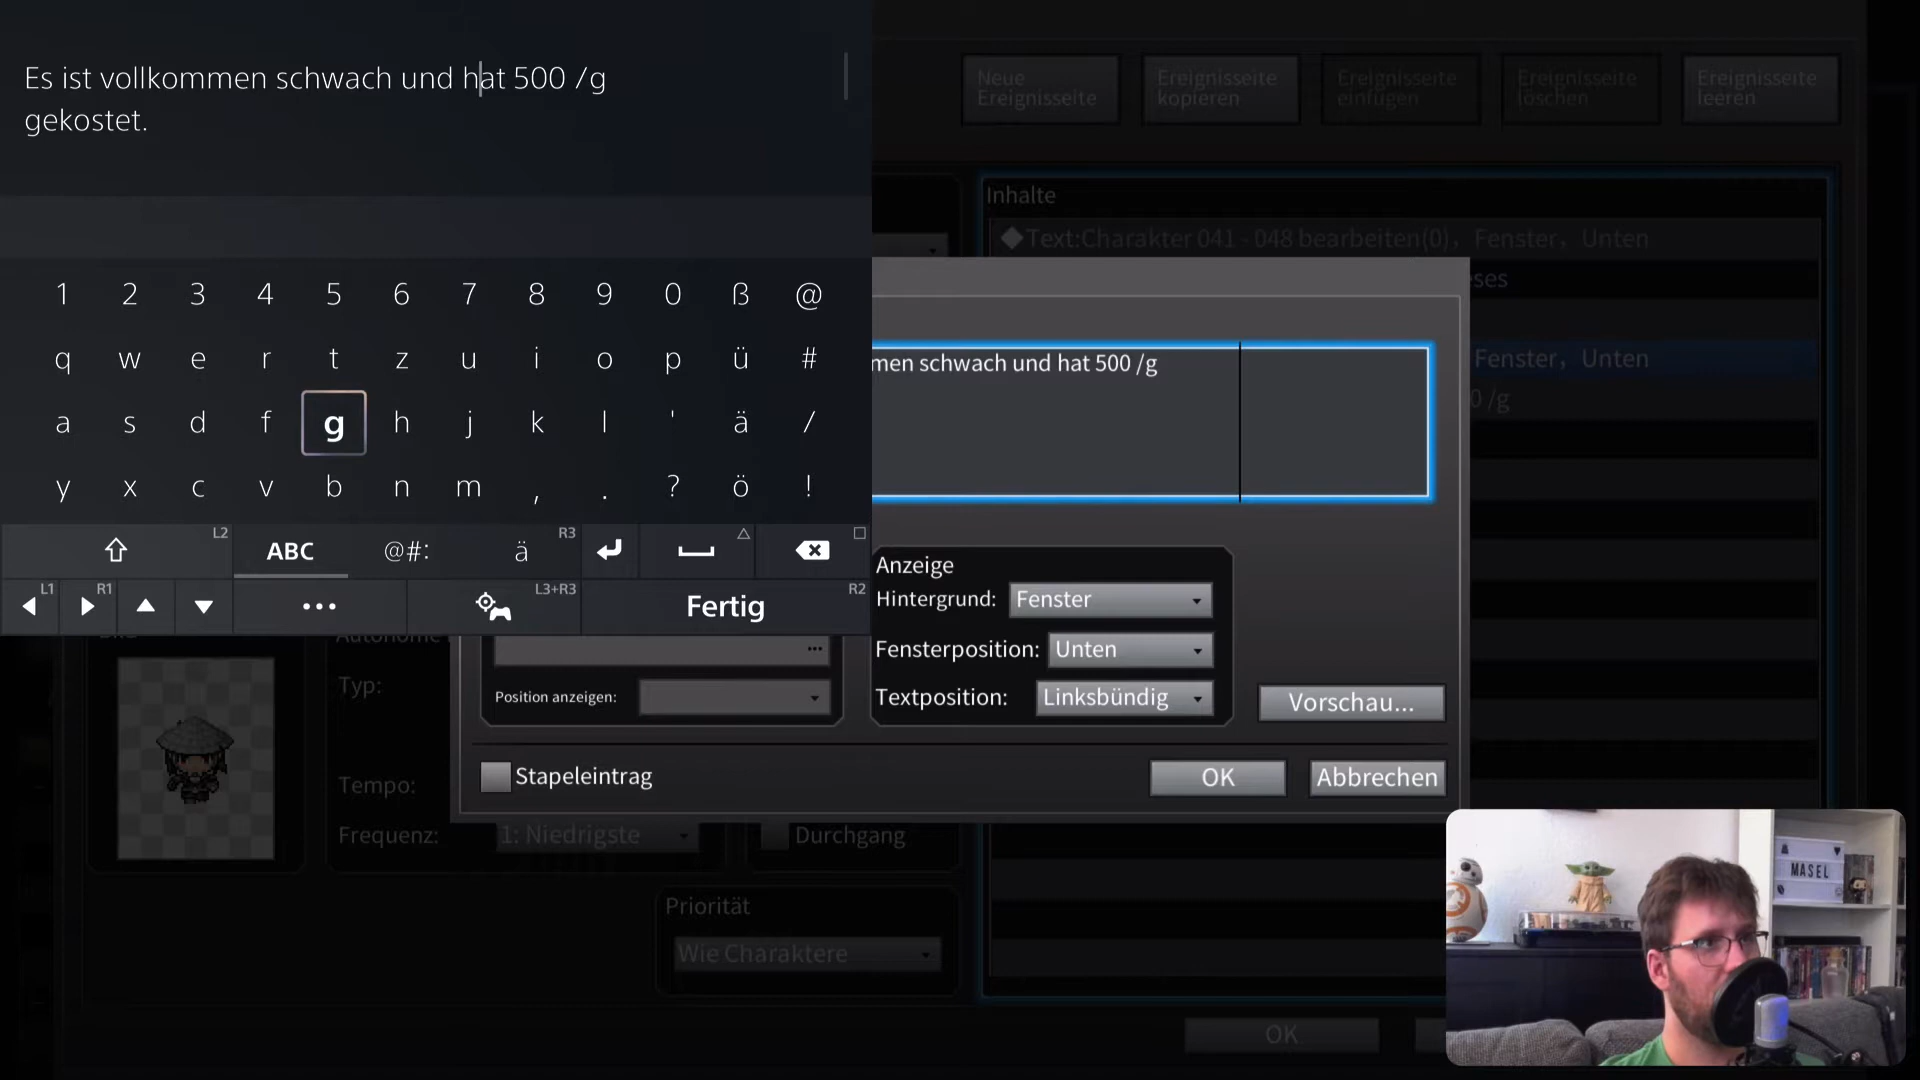 Es ist vollkommen schwach und hat 500 /g
gekostet.
1 2 3 4 5 6 7 8 9 0 ß @
q w e r t z u i o p ü #
a s d f g h j k l ' ä /
y x c v b n m , . ? ö !
L2 ABC @#: ä R3
L1 R1 ... L3+R3 Fertig R2
Neue
Ereignisseite
Ereignisseite
kopieren
Ereignisseite
einfügen
Ereignisseite
löschen
Ereignisseite
leeren
Inhalte
◆Text:Charakter 041 - 048 bearbeiten(0), Fenster, Unten
Fenster, Unten
0 /g
men schwach und hat 500 /g
Anzeige
Hintergrund: Fenster
Fensterposition: Unten
Textposition: Linksbündig
Vorschau...
Position anzeigen:
Stapeleintrag
OK
Abbrechen
Autonome
Typ:
Tempo:
Frequenz: 1: Niedrigste
Durchgang
Priorität
Wie Charaktere
OK
MASEL